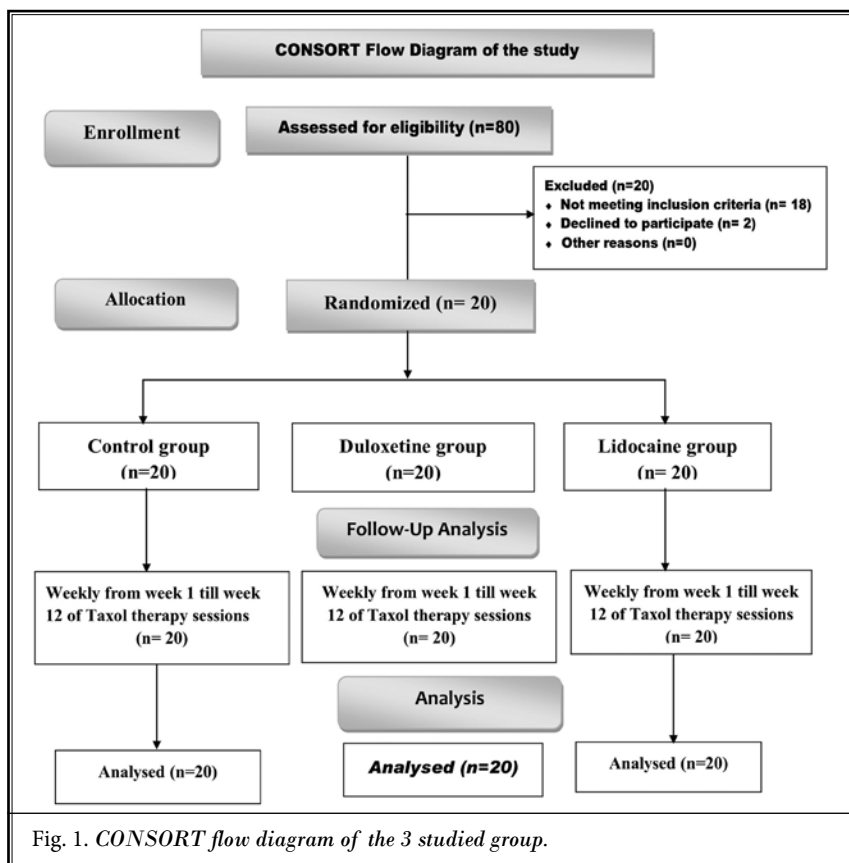 CONSORT Flow Diagram of the study
Enrollment
Assessed for eligibility (n=80)
Excluded (n=20)
♦ Not meeting inclusion criteria (n= 18)
♦ Declined to participate (n= 2)
♦ Other reasons (n=0)
Allocation
Randomized (n= 20)
Control group
(n=20)
Duloxetine group
(n=20)
Lidocaine group
(n= 20)
Follow-Up Analysis
Weekly from week 1 till week
12 of Taxol therapy sessions
(n= 20)
Weekly from week 1 till week
12 of Taxol therapy sessions
(n= 20)
Weekly from week 1 till week
12 of Taxol therapy sessions
(n= 20)
Analysis
Analysed (n=20)
Analysed (n=20)
Analysed (n=20)
Fig. 1. CONSORT flow diagram of the 3 studied group.